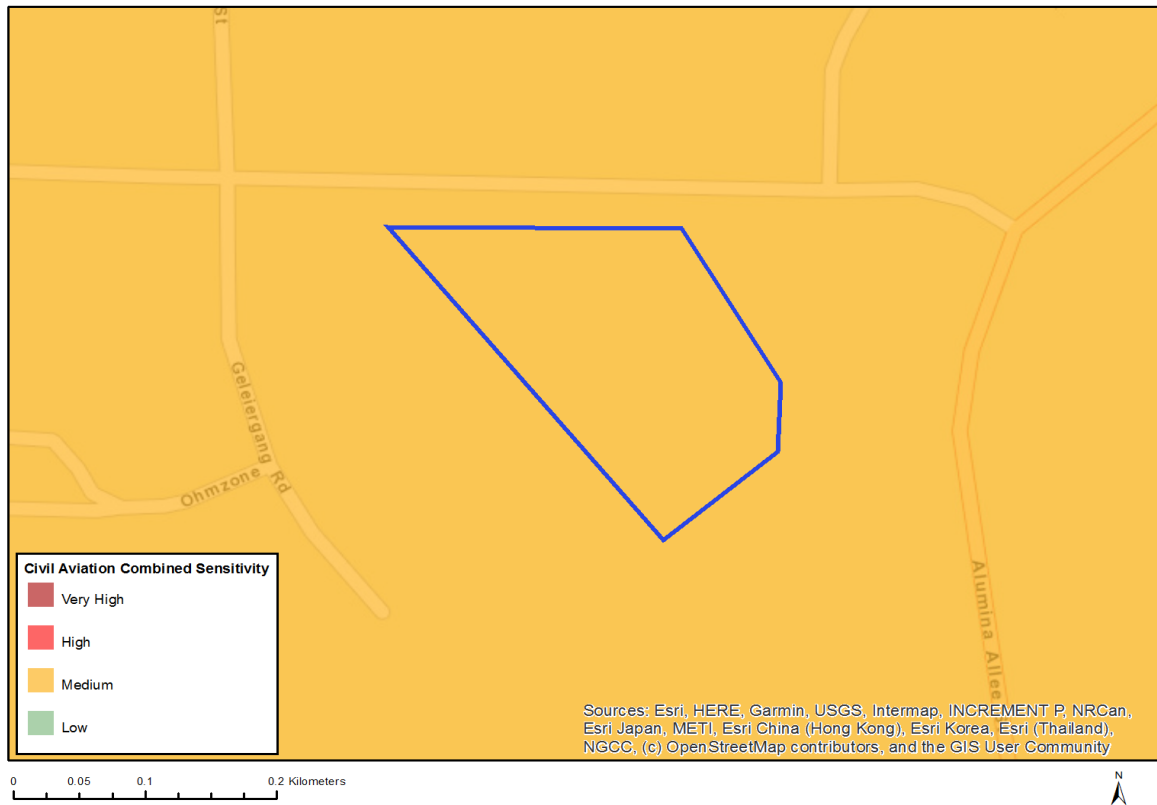 St
Geleiergang Rd
Ohmzone
Alumina Allee
Civil Aviation Combined Sensitivity
Very High
High
Medium
Low
Sources: Esri, HERE, Garmin, USGS, Intermap, INCREMENT P, NRCan,
Esri Japan, METI, Esri China (Hong Kong), Esri Korea, Esri (Thailand),
NGCC, (c) OpenStreetMap contributors, and the GIS User Community
0 0.05 0.1 0.2 Kilometers
N